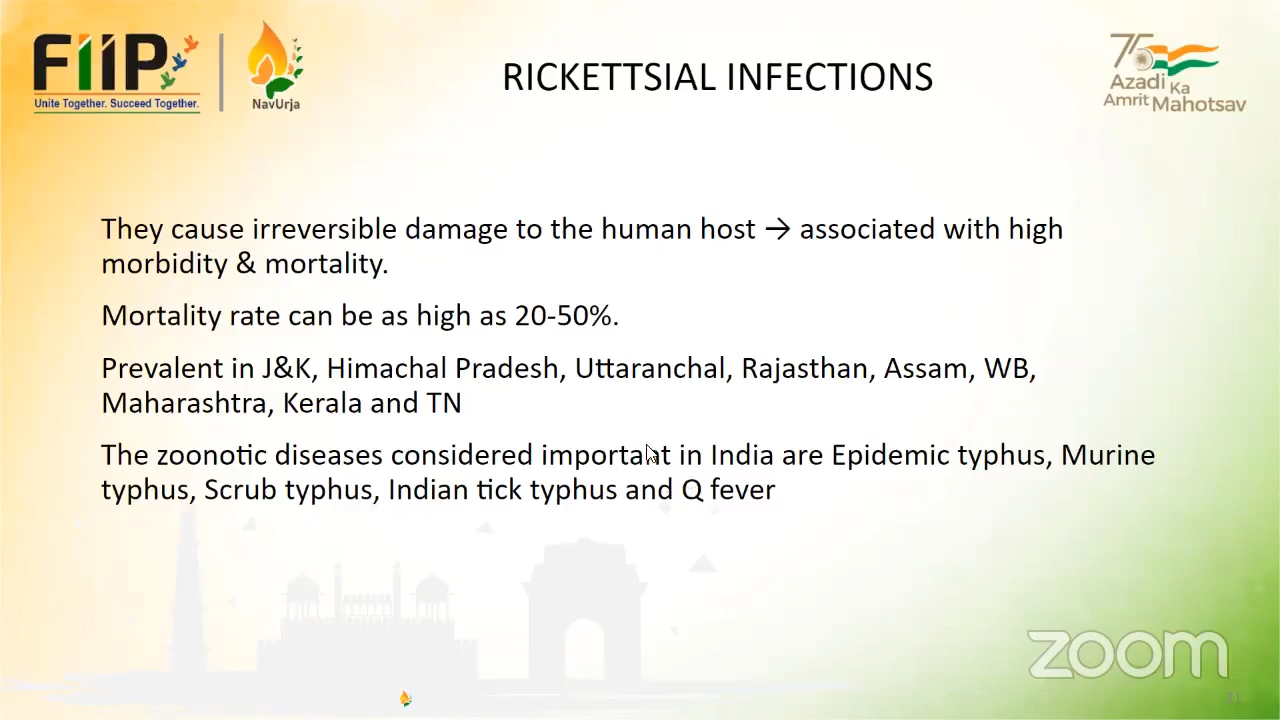 FIIP
Unite Together. Succeed Together.
NavUrja
RICKETTSIAL INFECTIONS
75
Azadi Ka
Amrit Mahotsav
They cause irreversible damage to the human host → associated with high
morbidity & mortality.
Mortality rate can be as high as 20-50%.
Prevalent in J&K, Himachal Pradesh, Uttaranchal, Rajasthan, Assam, WB,
Maharashtra, Kerala and TN
The zoonotic diseases considered important in India are Epidemic typhus, Murine
typhus, Scrub typhus, Indian tick typhus and Q fever
zoom